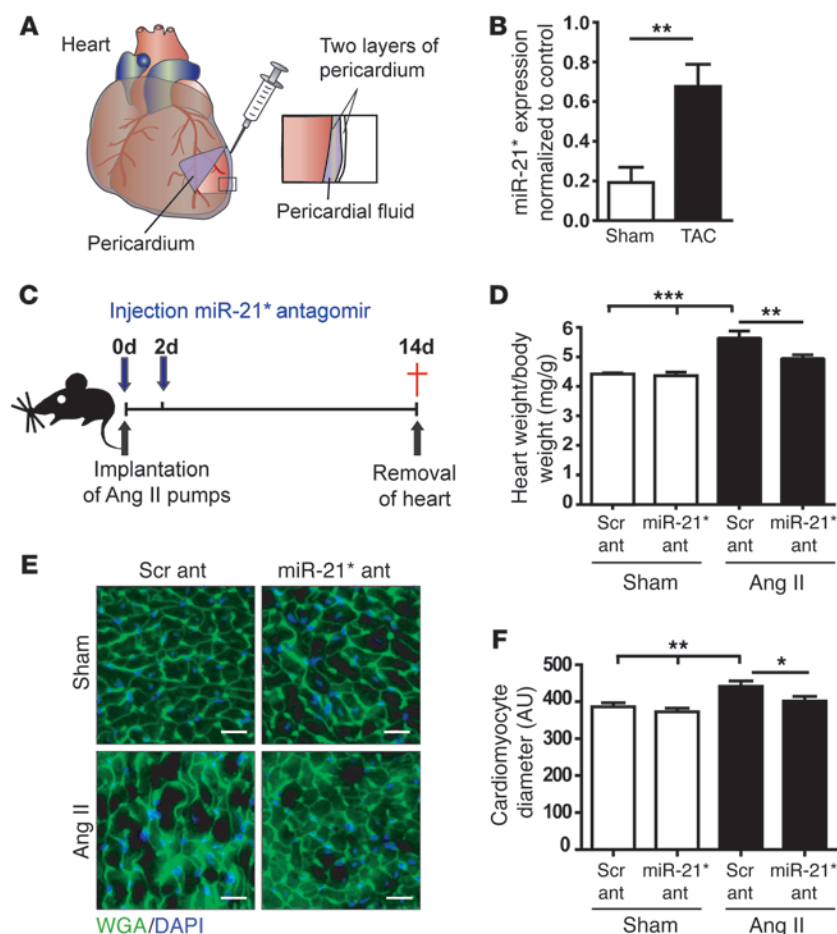 A
Heart
Two layers of
pericardium
Pericardial fluid
Pericardium
B
**
miR-21* expression
normalized to control
1.0
0.8
0.6
0.4
0.2
0.0
Sham TAC
C
Injection miR-21* antagomir
0d 2d 14d
Implantation
of Ang II pumps
Removal
of heart
D
***
**
Heart weight/body
weight (mg/g)
6
5
4
3
2
1
0
Scr
ant
miR-21*
ant
Scr
ant
miR-21*
ant
Sham Ang II
E
Scr ant miR-21* ant
Sham
Ang II
WGA/DAPI
F
**
*
Cardiomyocyte
diameter (AU)
500
400
300
200
100
0
Scr
ant
miR-21*
ant
Scr
ant
miR-21*
ant
Sham Ang II